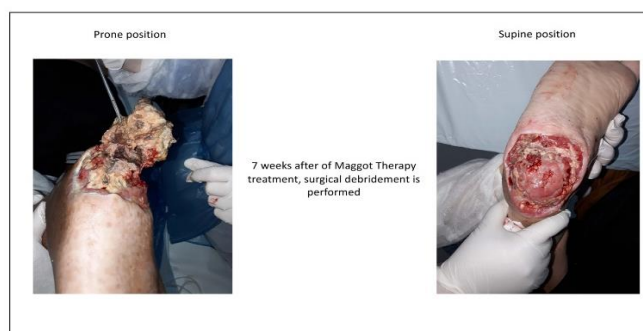 Prone position
Supine position
7 weeks after of Maggot Therapy
treatment, surgical debridement is
performed